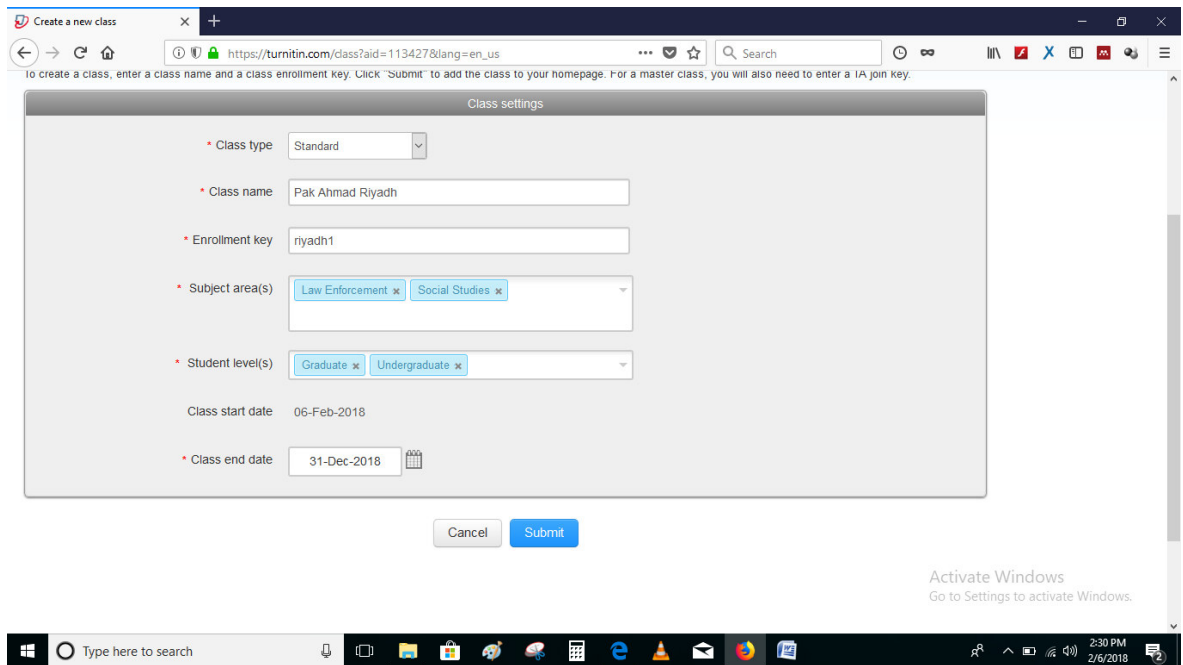 Create a new class
https://turnitin.com/class?aid=113427&lang=en_us
Search
To create a class, enter a class name and a class enrollment key. Click "Submit" to add the class to your homepage. For a master class, you will also need to enter a TA join key.
Class settings
* Class type Standard
* Class name Pak Ahmad Riyadh
* Enrollment key riyadh1
* Subject area(s) Law Enforcement × Social Studies ×
* Student level(s) Graduate × Undergraduate ×
Class start date 06-Feb-2018
* Class end date 31-Dec-2018
Cancel Submit
Activate Windows
Go to Settings to activate Windows.
Type here to search
2:30 PM
2/6/2018
2